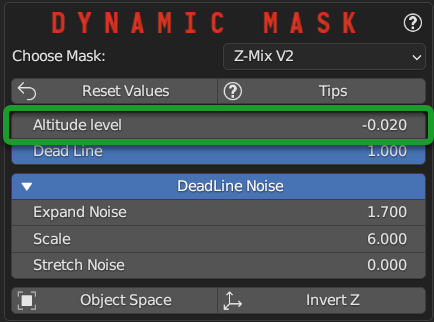 DYNAMIC MASK
Choose Mask: Z-Mix V2
Reset Values Tips
Altitude level -0.020
Dead Line 1.000
DeadLine Noise
Expand Noise 1.700
Scale 6.000
Stretch Noise 0.000
Object Space Invert Z